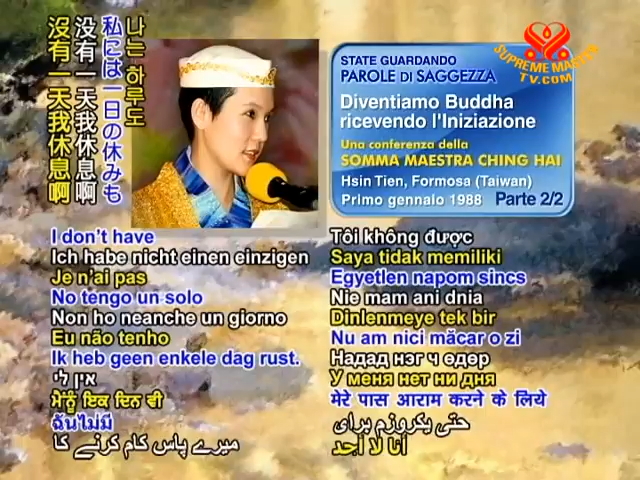 나는 하루도
私には一日の休みも
没有一天我休息啊
沒有一天我休息啊
SUPREME MASTER
TV.COM
STATE GUARDANDO
PAROLE DI SAGGEZZA
Diventiamo Buddha
ricevendo l'Iniziazione
Una conferenza della
SOMMA MAESTRA CHING HAI
Hsin Tien, Formosa (Taiwan)
Primo gennaio 1988 Parte 2/2
I don't have
Ich habe nicht einen einzigen
Je n'ai pas
No tengo un solo
Non ho neanche un giorno
Eu não tenho
Ik heb geen enkele dag rust.
אין לי
ਮੈਨੂੰ ਇਕ ਦਿਨ ਵੀ
ฉันไม่มี
میرے پاس کام کرنے کا
Tôi không được
Saya tidak memiliki
Egyetlen napom sincs
Nie mam ani dnia
Dinlenmeye tek bir
Nu am nici măcar o zi
Надад нэг ч өдөр
У меня нет ни дня
मेरे पास आराम करने के लिये
حتی یکروزم برای
أنا لا أجد